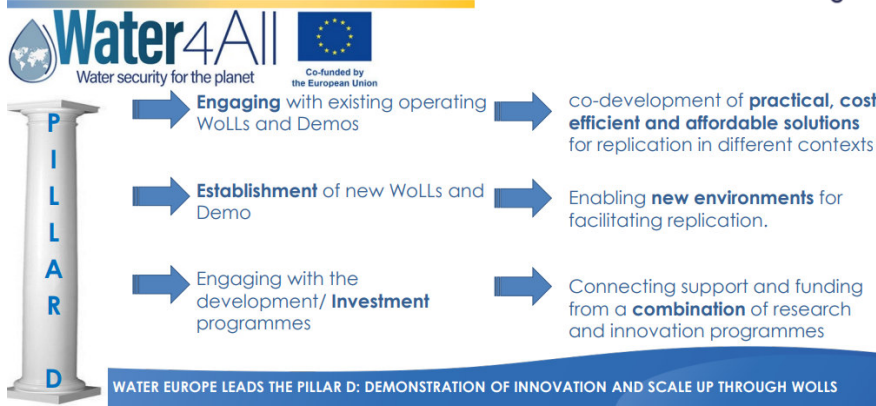 Water4All
Water security for the planet
Co-funded by
the European Union
PILLAR D
Engaging with existing operating
WoLLs and Demos
co-development of practical, cost
efficient and affordable solutions
for replication in different contexts
Establishment of new WoLLs and
Demo
Enabling new environments for
facilitating replication.
Engaging with the
development/ Investment
programmes
Connecting support and funding
from a combination of research
and innovation programmes
WATER EUROPE LEADS THE PILLAR D: DEMONSTRATION OF INNOVATION AND SCALE UP THROUGH WOLLS